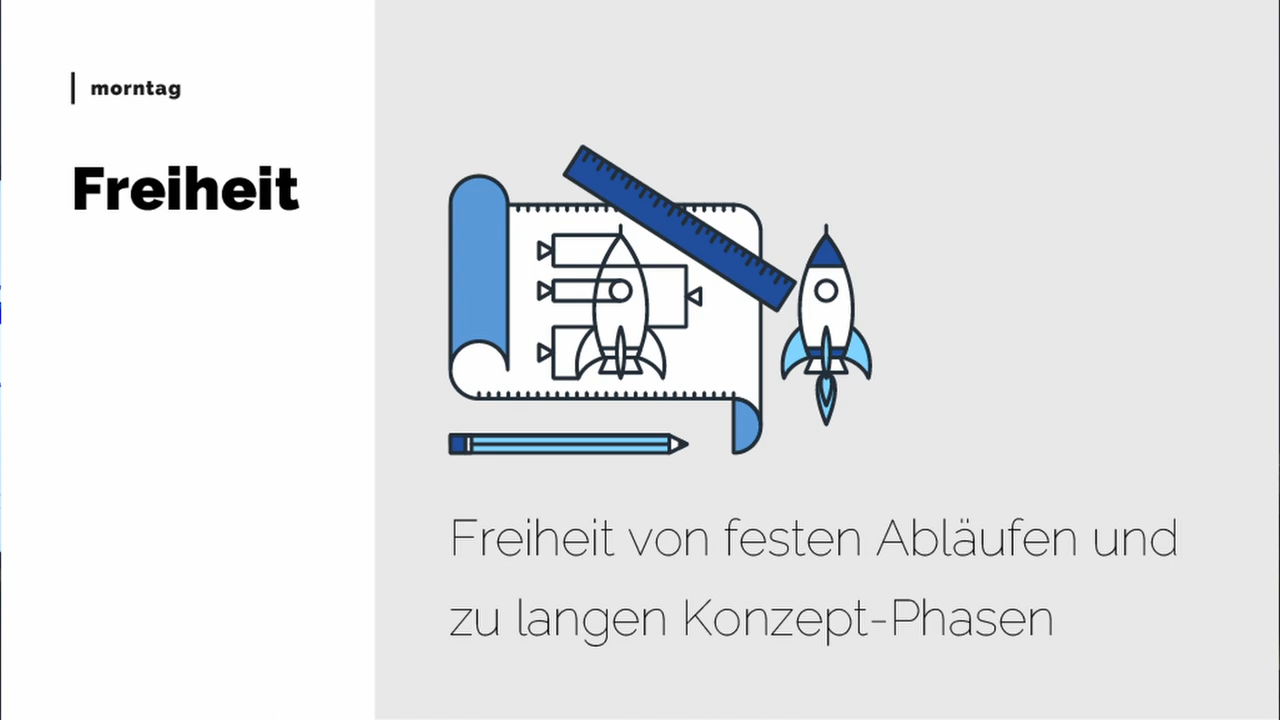 morntag
Freiheit
Freiheit von festen Abläufen und
zu langen Konzept-Phasen